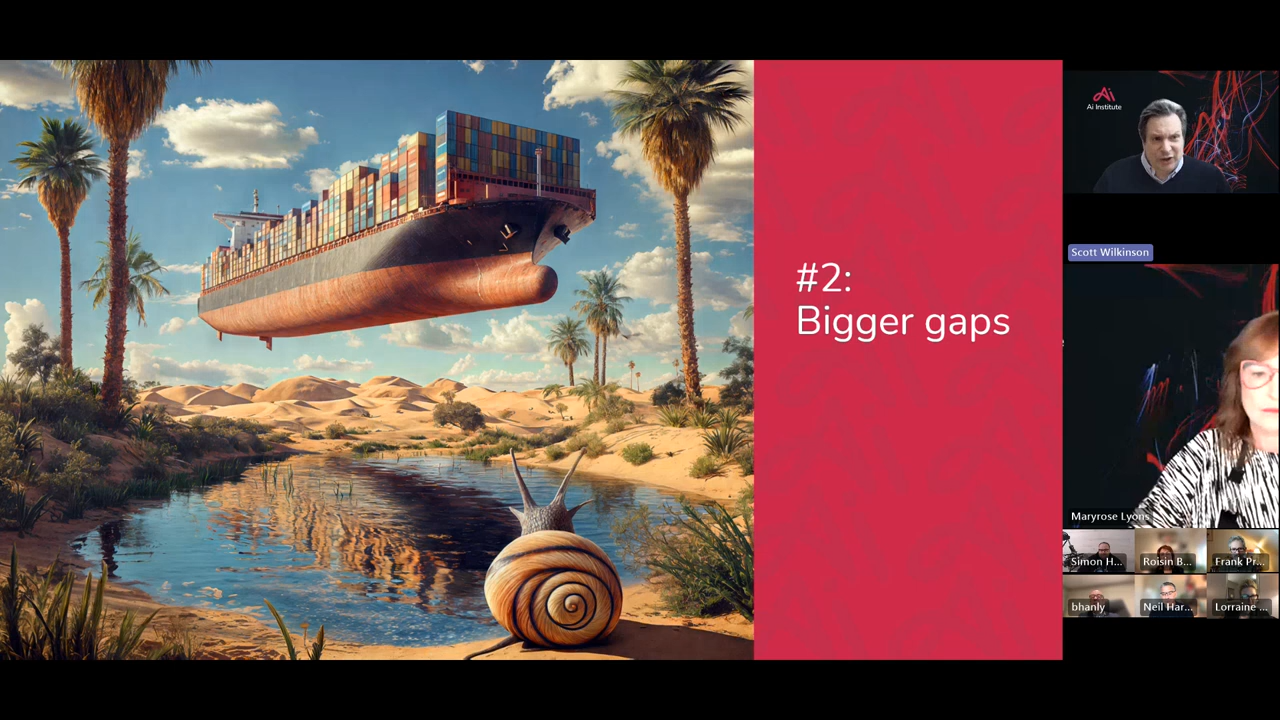 #2:
Bigger gaps
Ai
Ai Institute
Scott Wilkinson
Maryrose Lyons
Simon H...
Roisin B...
Frank Pr...
bhanly
Neil Har...
Lorraine ...